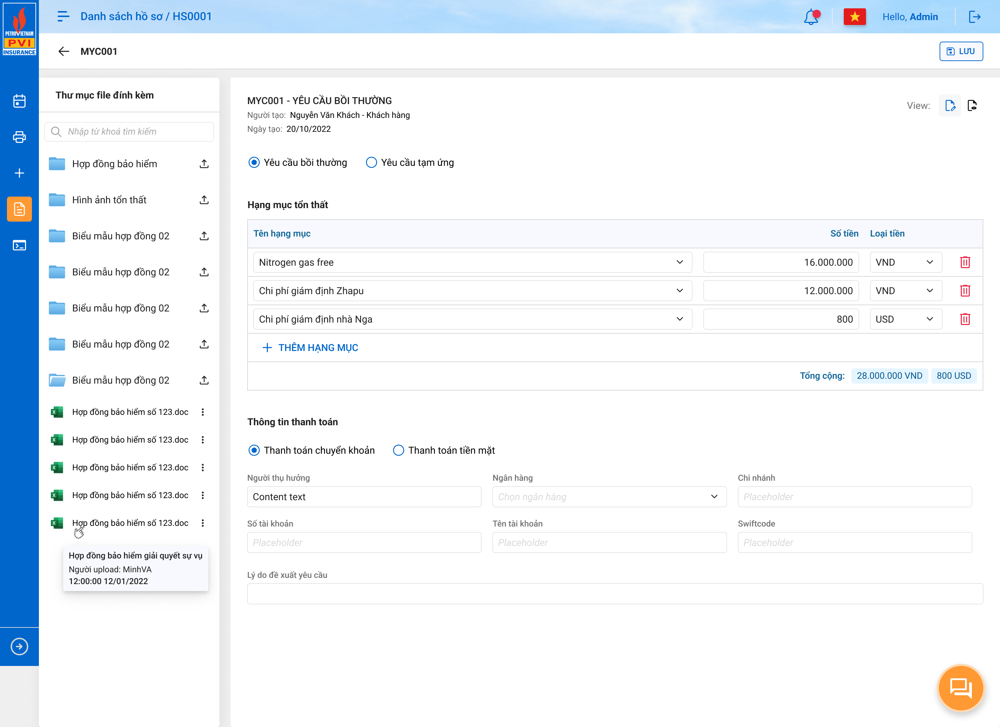 PETROVIETNAM
PVI
INSURANCE
Danh sách hồ sơ / HS0001
Hello, Admin
MYC001
LƯU
Thư mục file đính kèm
Nhập từ khoá tìm kiếm
Hợp đồng bảo hiểm
Hình ảnh tổn thất
Biểu mẫu hợp đồng 02
Biểu mẫu hợp đồng 02
Biểu mẫu hợp đồng 02
Biểu mẫu hợp đồng 02
Biểu mẫu hợp đồng 02
X Hợp đồng bảo hiểm số 123.doc
X Hợp đồng bảo hiểm số 123.doc
X Hợp đồng bảo hiểm số 123.doc
X Hợp đồng bảo hiểm số 123.doc
X Hợp đồng bảo hiểm số 123.doc
Hợp đồng bảo hiểm giải quyết sự vụ
Người upload: MinhVA
12:00:00 12/01/2022
MYC001 - YÊU CẦU BỒI THƯỜNG
Người tạo: Nguyễn Văn Khách - Khách hàng
Ngày tạo: 20/10/2022
View:
Yêu cầu bồi thường Yêu cầu tạm ứng
Hạng mục tổn thất
Tên hạng mục Số tiền Loại tiền
Nitrogen gas free 16.000.000 VND
Chi phí giám định Zhapu 12.000.000 VND
Chi phí giám định nhà Nga 800 USD
THÊM HẠNG MỤC
Tổng cộng: 28.000.000 VND 800 USD
Thông tin thanh toán
Thanh toán chuyển khoản Thanh toán tiền mặt
Người thụ hưởng Ngân hàng Chi nhánh
Content text Chọn ngân hàng Placeholder
Số tài khoản Tên tài khoản Swiftcode
Placeholder Placeholder Placeholder
Lý do đề xuất yêu cầu